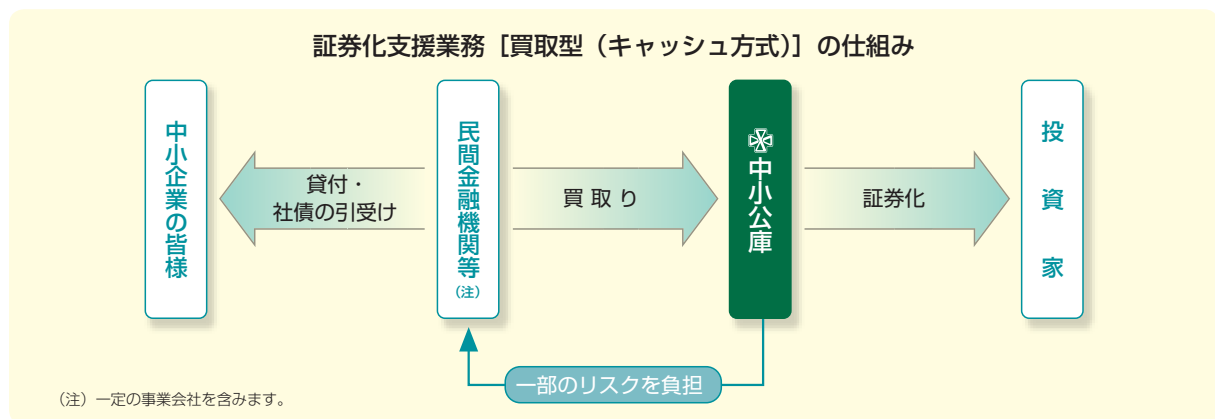 証券化支援業務［買取型（キャッシュ方式）］の仕組み
中小企業の皆様
貸付・
社債の引受け
民間金融機関等
（注）
買 取 り
中小公庫
証券化
投 資 家
一部のリスクを負担
（注）一定の事業会社を含みます。